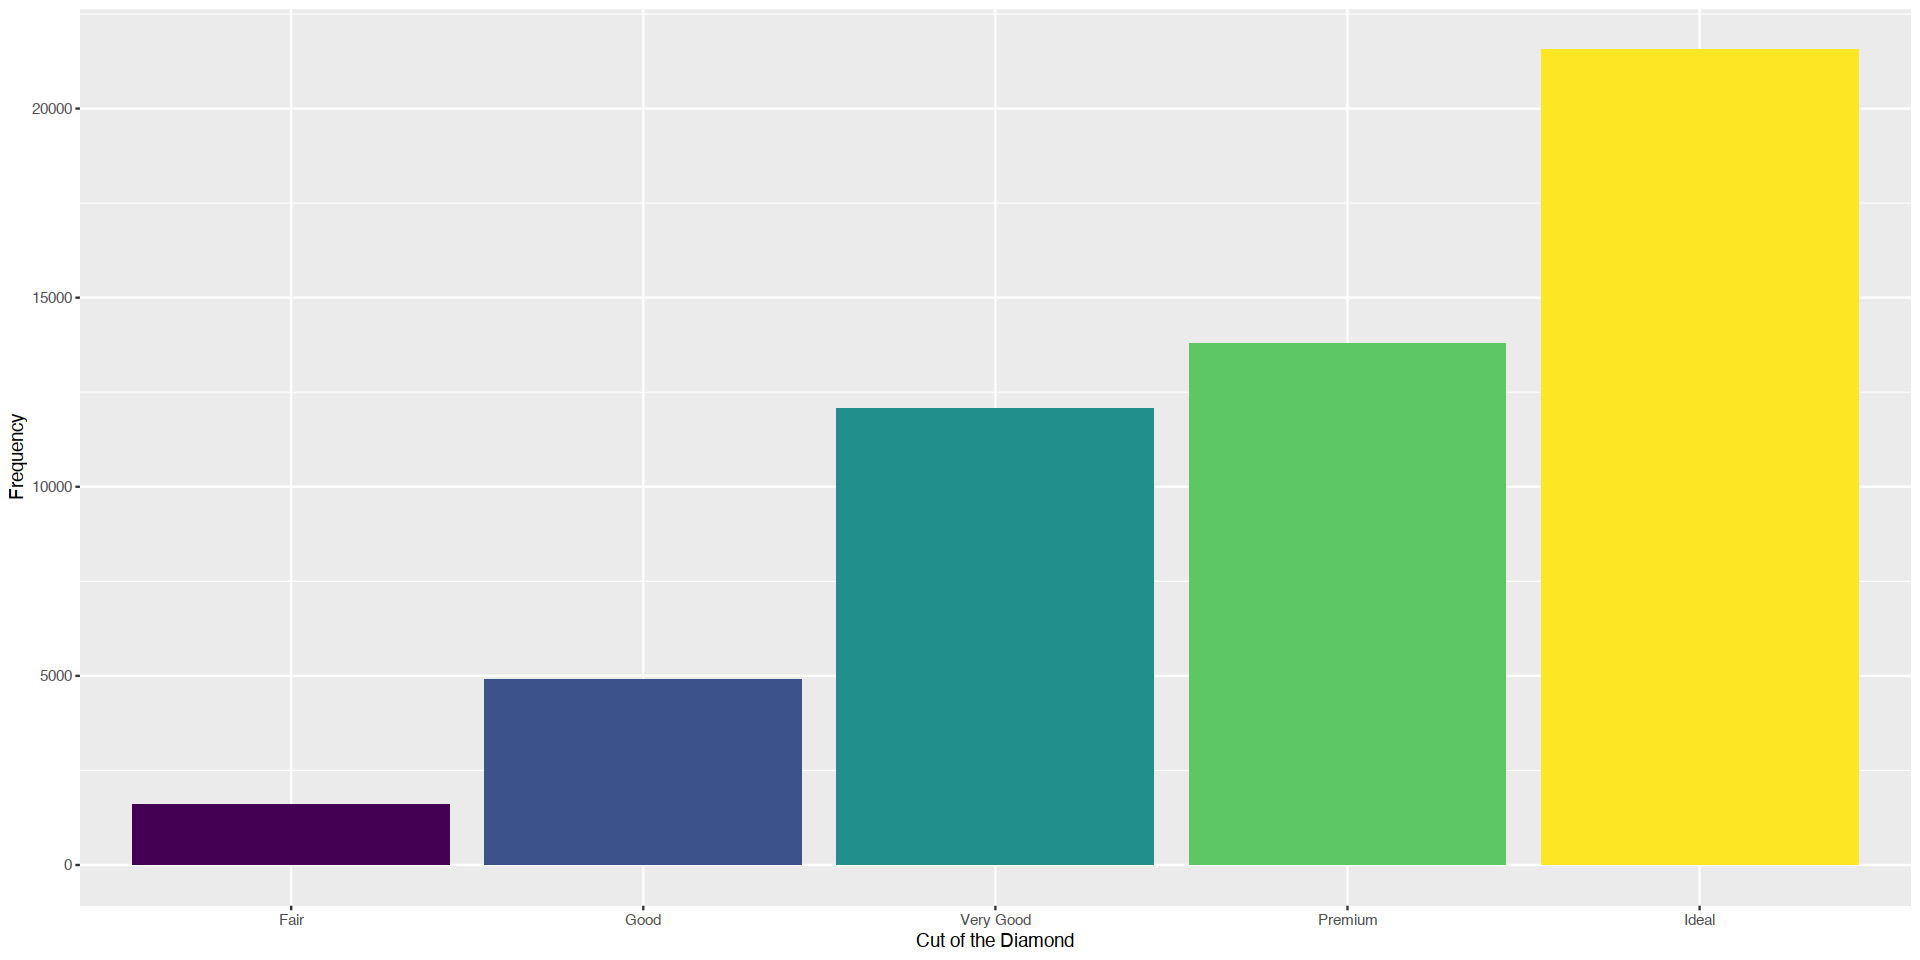 Frequency
20000
15000
10000
5000
0
Fair Good Very Good Premium Ideal
Cut of the Diamond